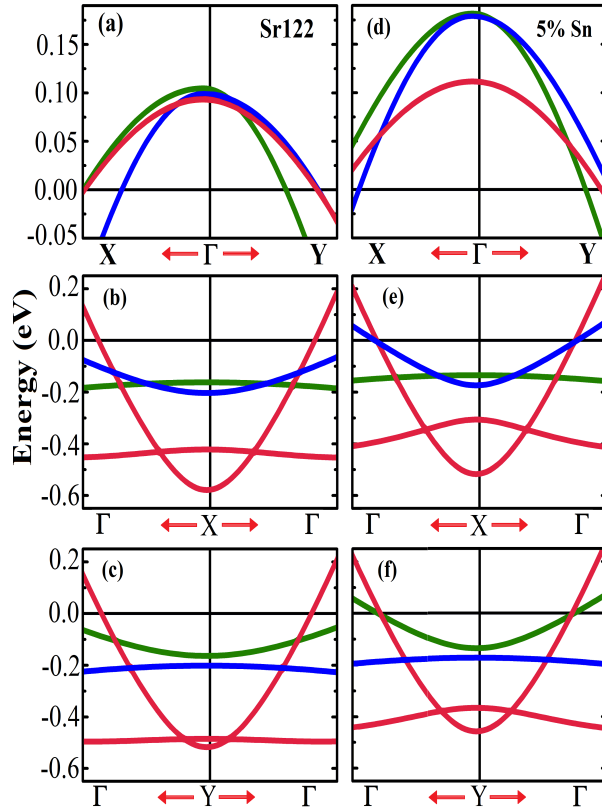 (a) Sr122
(d) 5% Sn
0.15
0.10
0.05
0.00
-0.05
X Γ Y
X Γ Y
Energy (eV)
(b)
(e)
0.2
0.0
-0.2
-0.4
-0.6
Γ X Γ
Γ X Γ
(c)
(f)
0.2
0.0
-0.2
-0.4
-0.6
Γ Y Γ
Γ Y Γ